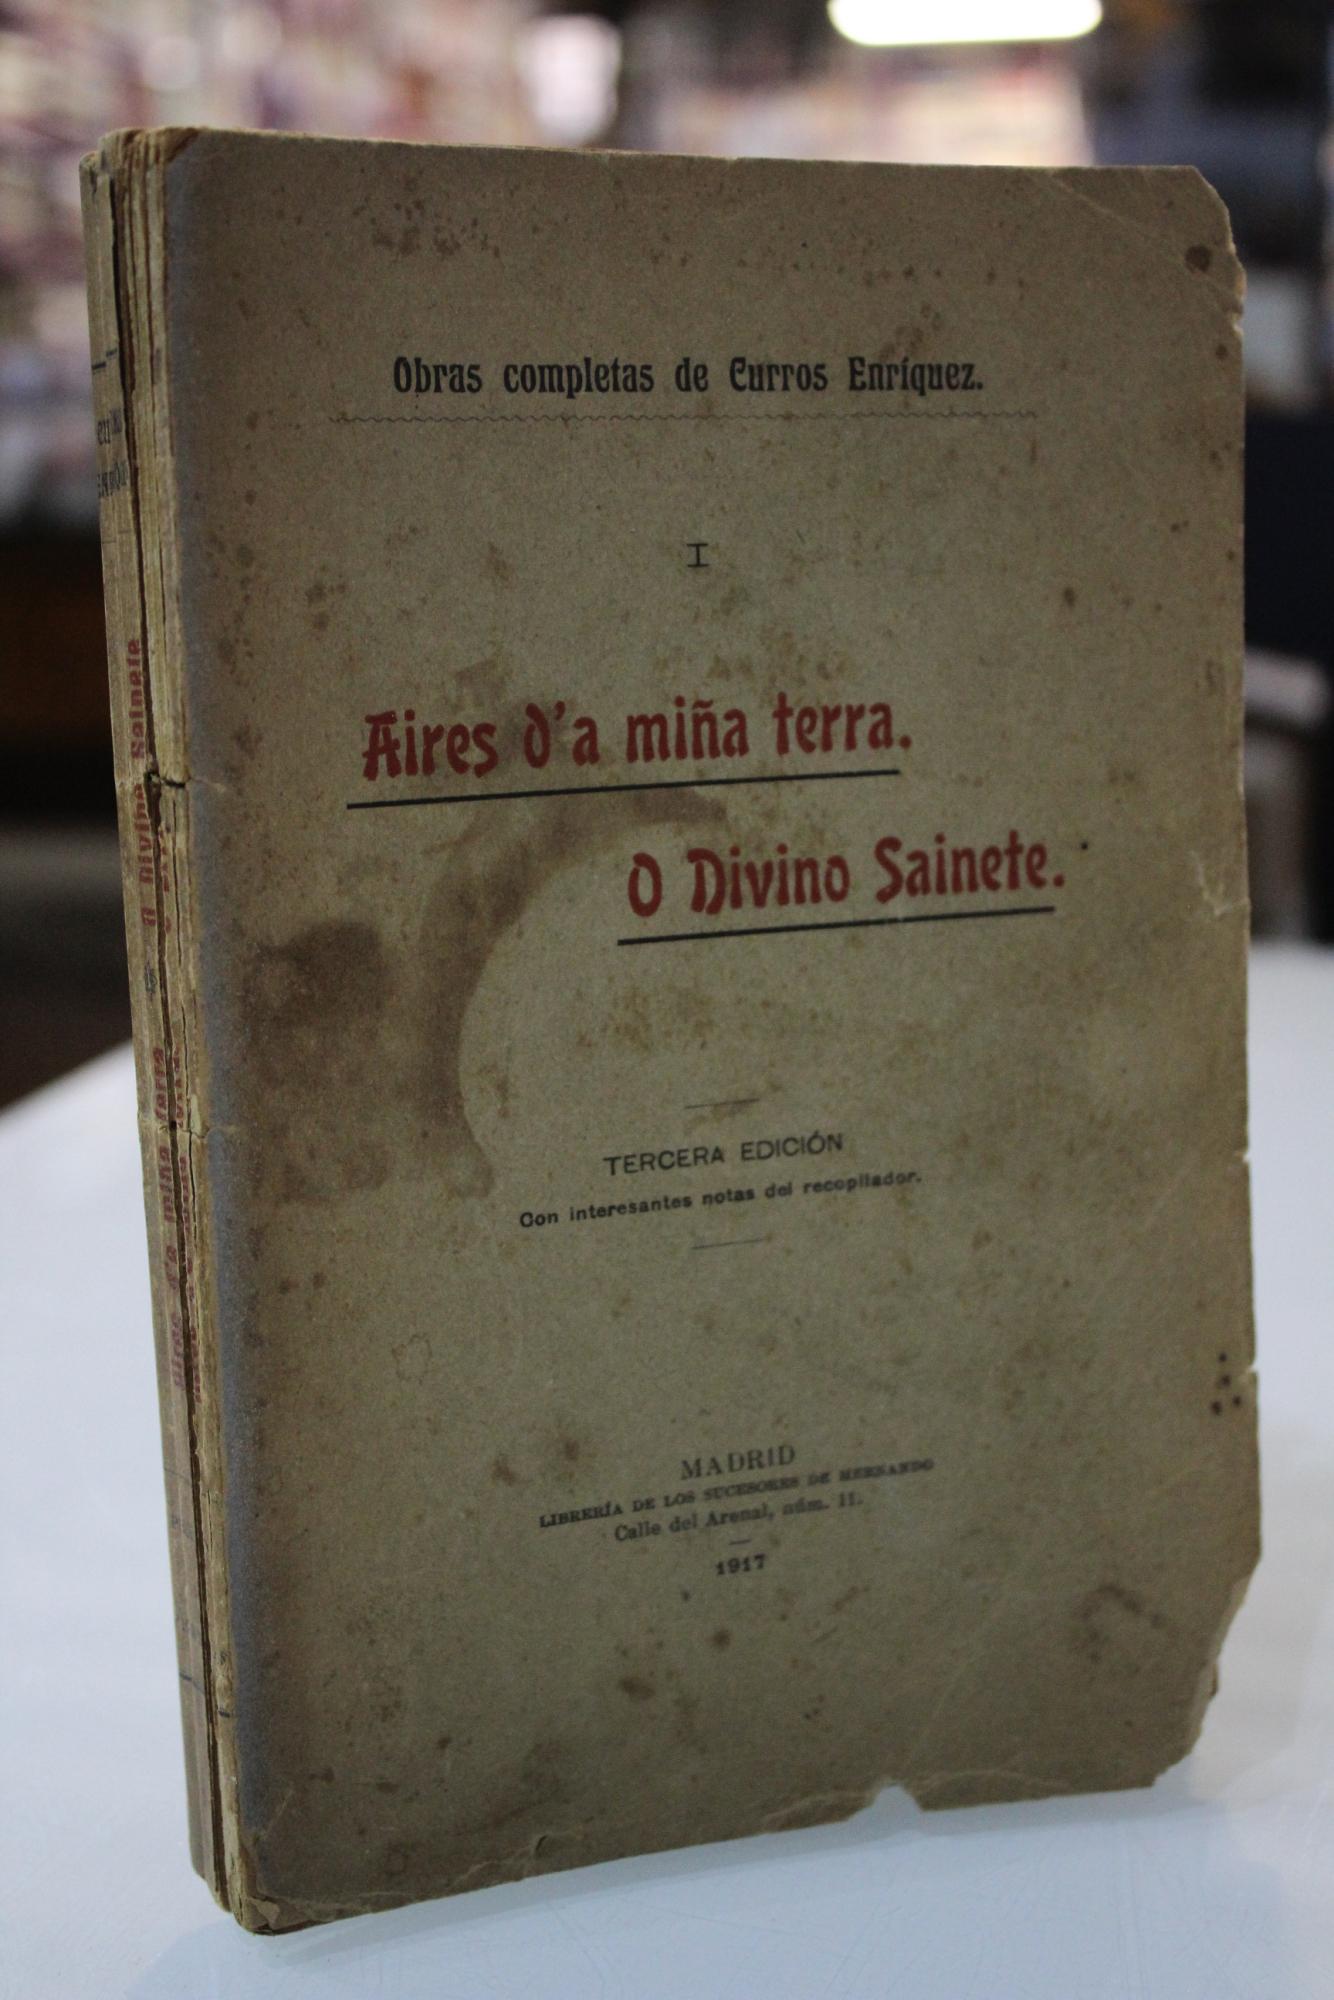 Obras completas de Curros Enríquez.
I
Aires d'a miña terra.
O Divino Sainete.
TERCERA EDICIÓN
Con interesantes notas del recopilador.
MADRID
LIBRERÍA DE LOS SUCESORES DE HERNANDO
Calle del Arenal, núm. 11.
1917
Aires d'a miña terra O Divino Sainete